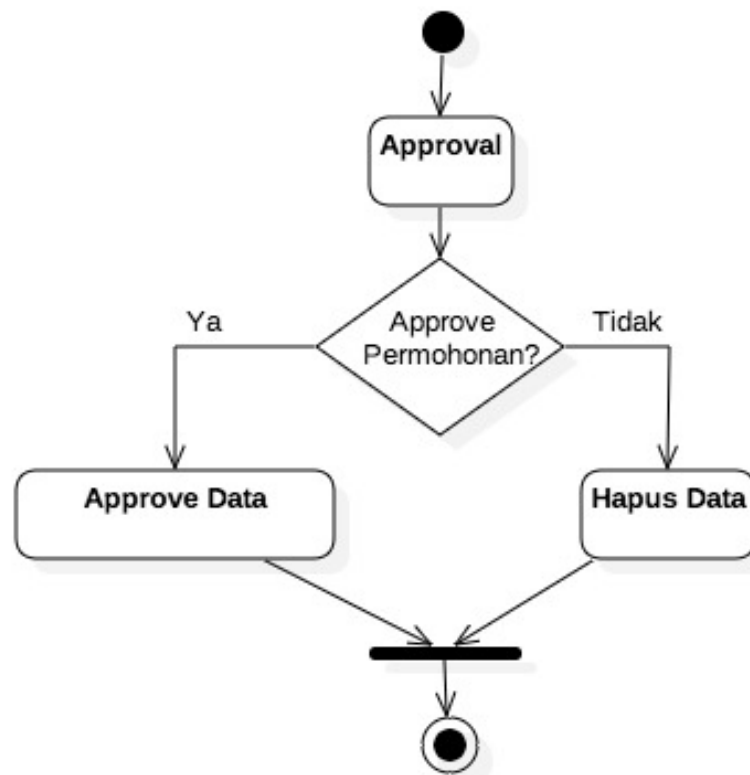 Approval
Approve
Permohonan?
Ya
Tidak
Approve Data
Hapus Data